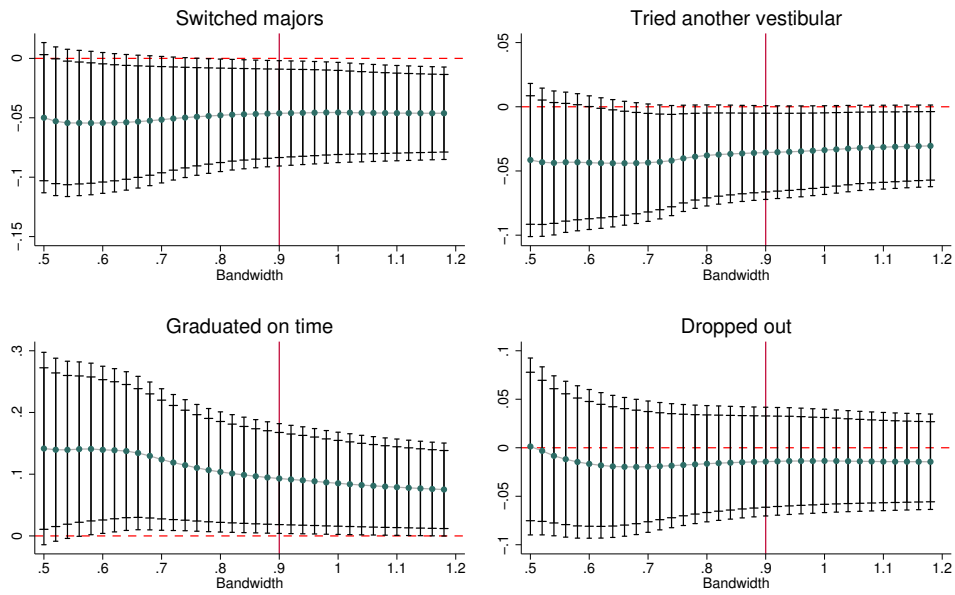 Switched majors
0
-.05
-.1
-.15
.5 .6 .7 .8 .9 1 1.1 1.2
Bandwidth
Tried another vestibular
.05
0
-.05
-.1
.5 .6 .7 .8 .9 1 1.1 1.2
Bandwidth
Graduated on time
.3
.2
.1
0
.5 .6 .7 .8 .9 1 1.1 1.2
Bandwidth
Dropped out
.1
.05
0
-.05
-.1
.5 .6 .7 .8 .9 1 1.1 1.2
Bandwidth